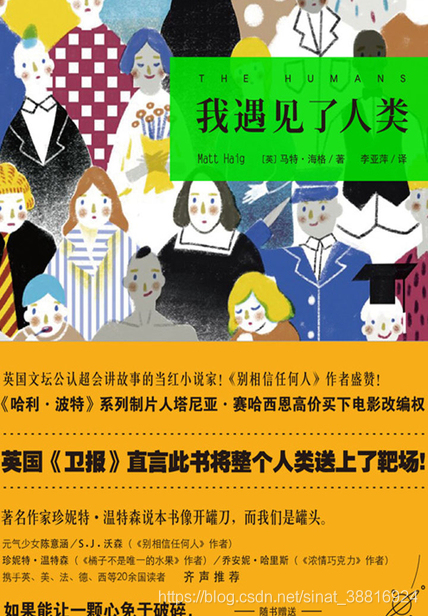 THE HUMANS
我遇见了人类
Matt Haig [英]马特·海格/著 李亚萍/译
英国文坛公认超会讲故事的当红小说家!《别相信任何人》作者盛赞!
《哈利·波特》系列制片人塔尼亚·赛哈西恩高价买下电影改编权
英国《卫报》直言此书将整个人类送上了靶场!
著名作家珍妮特·温特森说本书像开罐刀，而我们是罐头。
元气少女陈意涵/S.J.沃森（《别相信任何人》作者）
珍妮特·温特森（《橘子不是唯一的水果》作者）/乔安妮·哈里斯（《浓情巧克力》作者）
携手英、美、法、德、西等20余国读者 齐声推荐
https://blog.csdn.net/sinat_38816924
如果能让一颗心免于破碎， 随书赠送